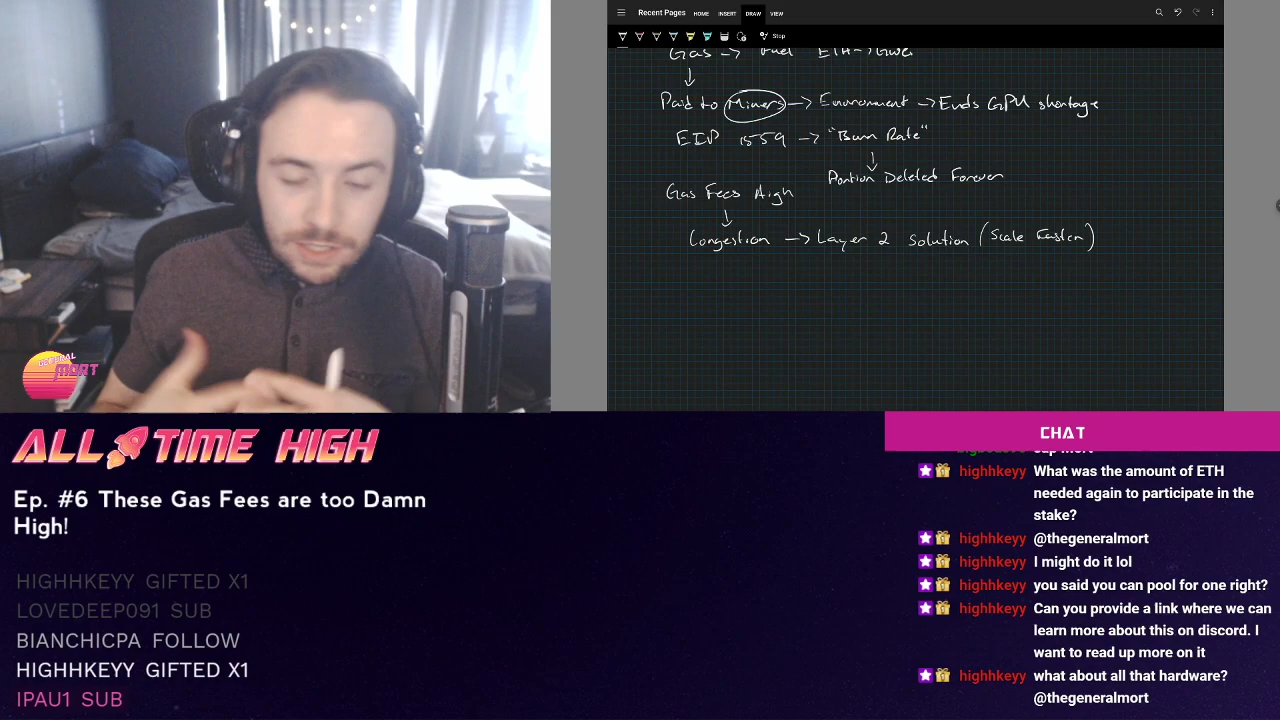 Recent Pages HOME INSERT DRAW VIEW
Stop
Gas -> Fuel ETH->Gwei
Paid to Miners -> Environment -> Ends GPU shortage
EIP 1559 -> "Burn Rate"
Portion Deleted Forever
Gas Fees High
Congestion -> Layer 2 Solution (Scale Faster)
GENERAL
MORT
ALL TIME HIGH
Ep. #6 These Gas Fees are too Damn
High!
HIGHHKEYY GIFTED X1
LOVEDEEP091 SUB
BIANCHICPA FOLLOW
HIGHHKEYY GIFTED X1
IPAU1 SUB
CHAT
sup mort
highhkeyy What was the amount of ETH
needed again to participate in the
stake?
highhkeyy @thegeneralmort
highhkeyy I might do it lol
highhkeyy you said you can pool for one right?
highhkeyy Can you provide a link where we can
learn more about this on discord. I
want to read up more on it
highhkeyy what about all that hardware?
@thegeneralmort